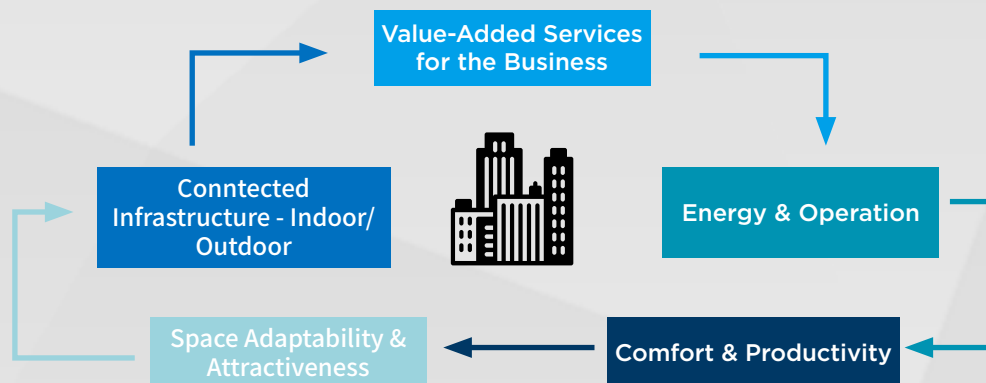 Value-Added Services
for the Business
Conntected
Infrastructure - Indoor/
Outdoor
Energy & Operation
Space Adaptability &
Attractiveness
Comfort & Productivity